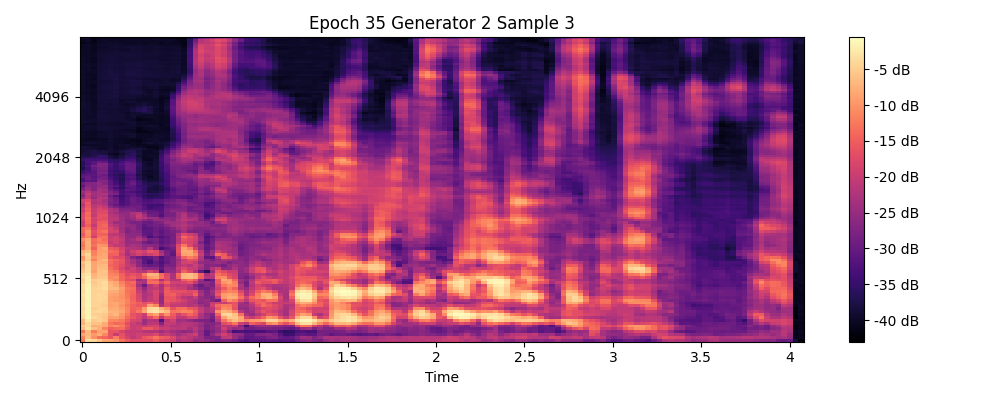 Epoch 35 Generator 2 Sample 3
Hz
4096
2048
1024
512
0
0
0.5
1
1.5
2
2.5
3
3.5
4
Time
-5 dB
-10 dB
-15 dB
-20 dB
-25 dB
-30 dB
-35 dB
-40 dB